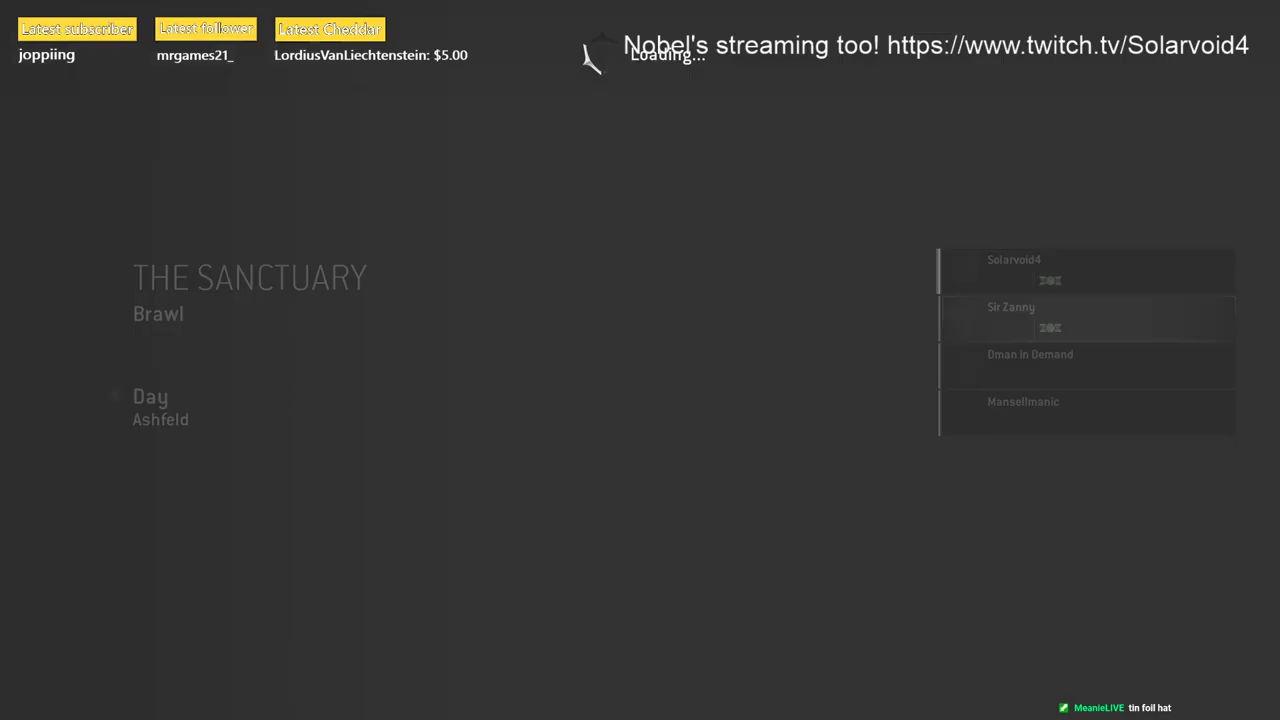 Latest subscriber
joppiing
Latest follower
mrgames21_
Latest Cheddar
LordiusVanLiechtenstein: $5.00
Nobel's streaming too! https://www.twitch.tv/Solarvoid4
Loading...
THE SANCTUARY
Brawl
Day
Ashfeld
Solarvoid4
Sir Zanny
Dman in Demand
Mansellmanic
MeanieLIVE tin foil hat